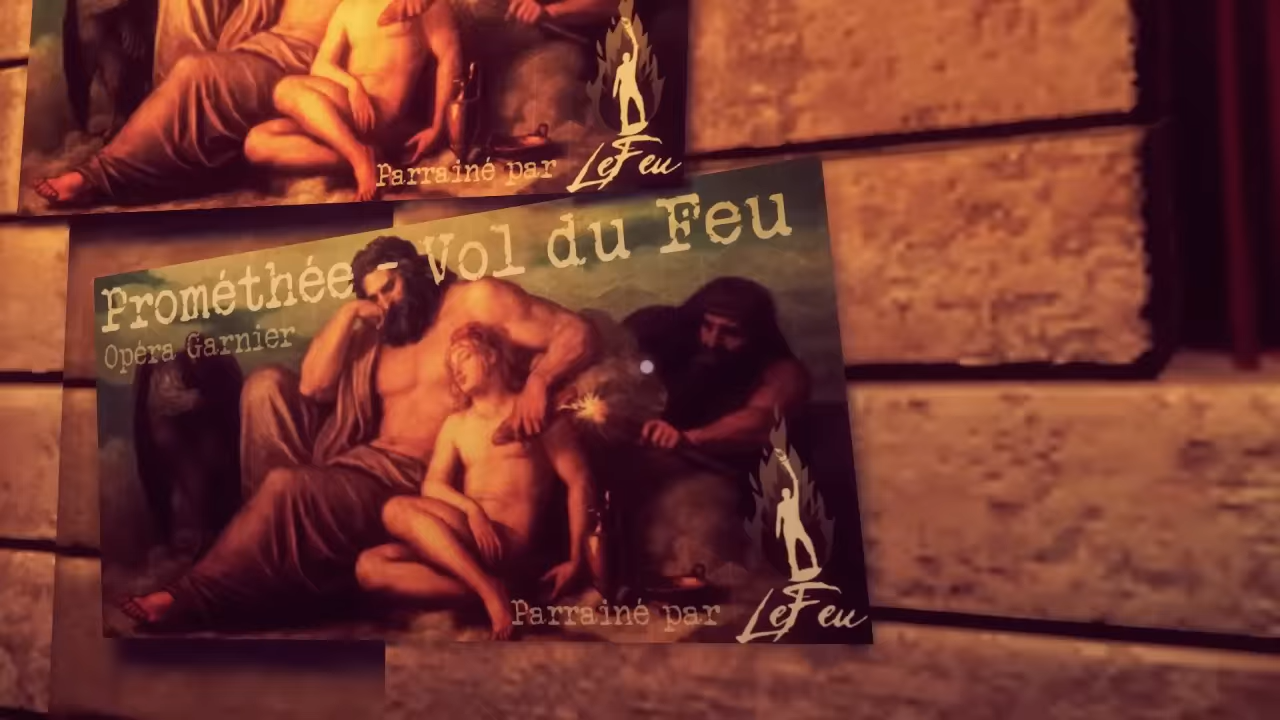 Parrainé par
LeFeu
Prométhée - Vol du Feu
Opéra Garnier
Parrainé par
LeFeu